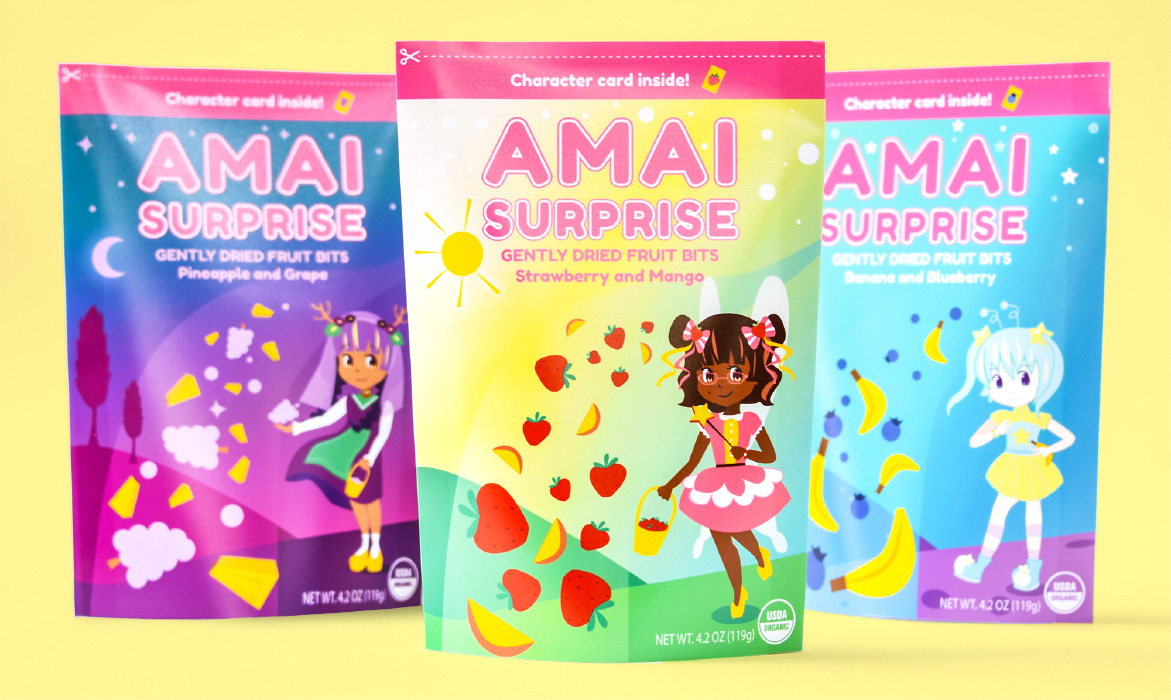 Character card inside!
AMAI
SURPRISE
GENTLY DRIED FRUIT BITS
Pineapple and Grape
NET WT. 4.2 OZ (119g)
USDA
ORGANIC
Character card inside!
AMAI
SURPRISE
GENTLY DRIED FRUIT BITS
Strawberry and Mango
NET WT. 4.2 OZ (119g)
USDA
ORGANIC
Character card inside!
AMAI
SURPRISE
GENTLY DRIED FRUIT BITS
Banana and Blueberry
NET WT. 4.2 OZ (119g)
USDA
ORGANIC